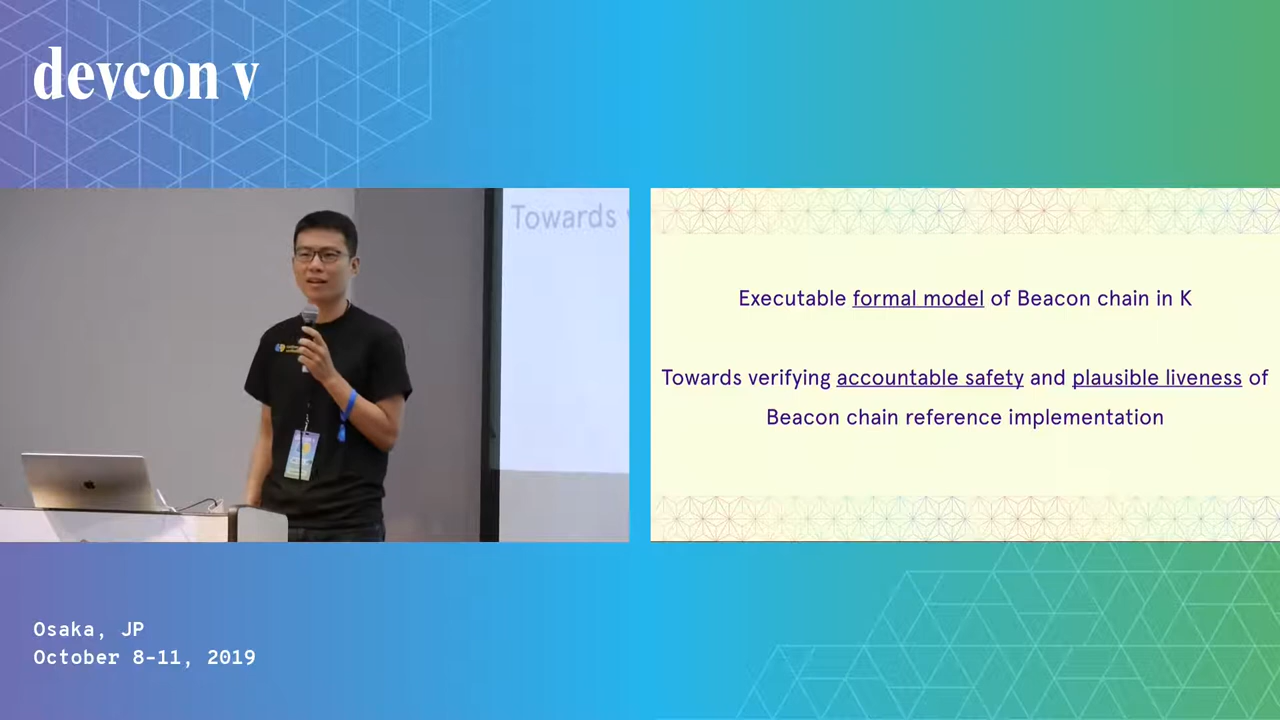 devcon v
Towards
Executable formal model of Beacon chain in K
Towards verifying accountable safety and plausible liveness of
Beacon chain reference implementation
Osaka, JP
October 8-11, 2019